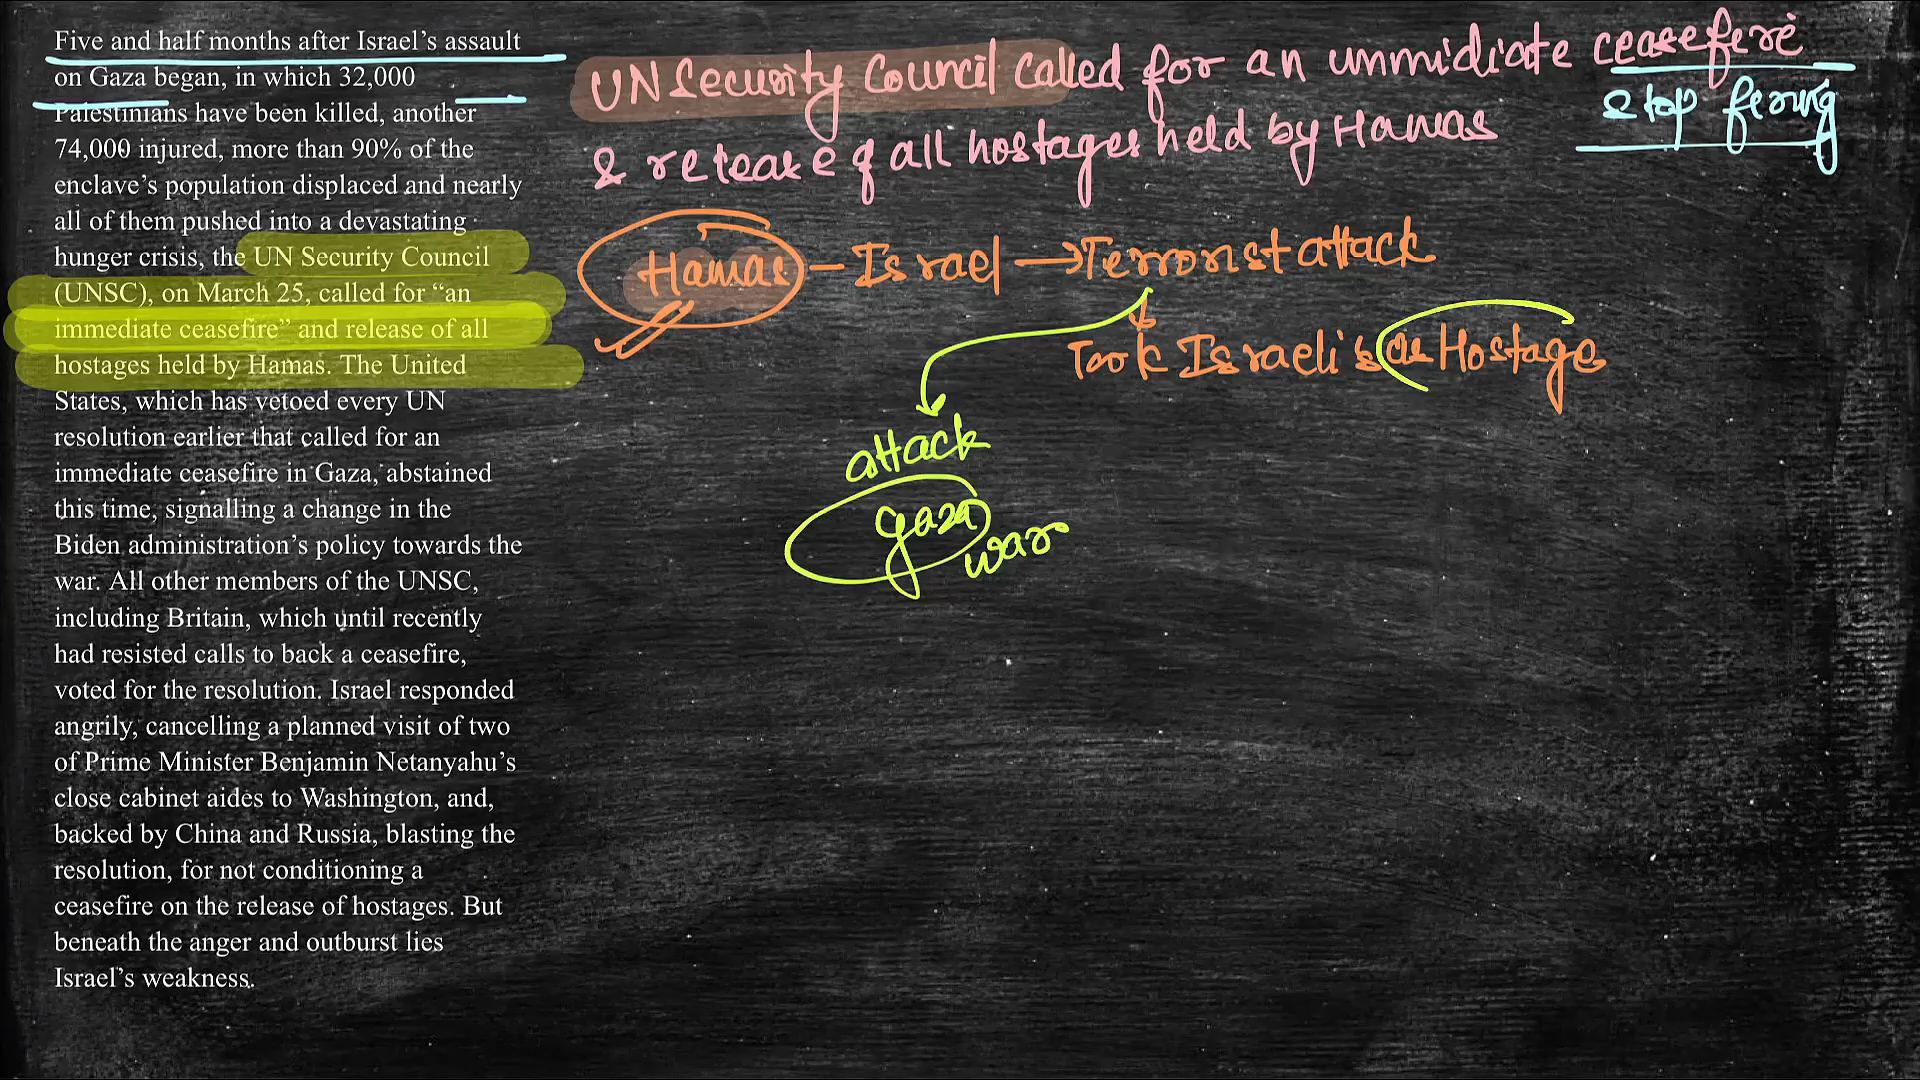 Five and half months after Israel’s assault
on Gaza began, in which 32,000
Palestinians have been killed, another
74,000 injured, more than 90% of the
enclave’s population displaced and nearly
all of them pushed into a devastating
hunger crisis, the UN Security Council
(UNSC), on March 25, called for “an
immediate ceasefire” and release of all
hostages held by Hamas. The United
States, which has vetoed every UN
resolution earlier that called for an
immediate ceasefire in Gaza, abstained
this time, signalling a change in the
Biden administration’s policy towards the
war. All other members of the UNSC,
including Britain, which until recently
had resisted calls to back a ceasefire,
voted for the resolution. Israel responded
angrily, cancelling a planned visit of two
of Prime Minister Benjamin Netanyahu’s
close cabinet aides to Washington, and,
backed by China and Russia, blasting the
resolution, for not conditioning a
ceasefire on the release of hostages. But
beneath the anger and outburst lies
Israel’s weakness.
UN Security Council called for an unmidiate ceasefire
stop firing
& release of all hostages held by Hamas
Hamas - Israel → Terrorist attack
Took Israeli's as Hostage
attack
gaza
war